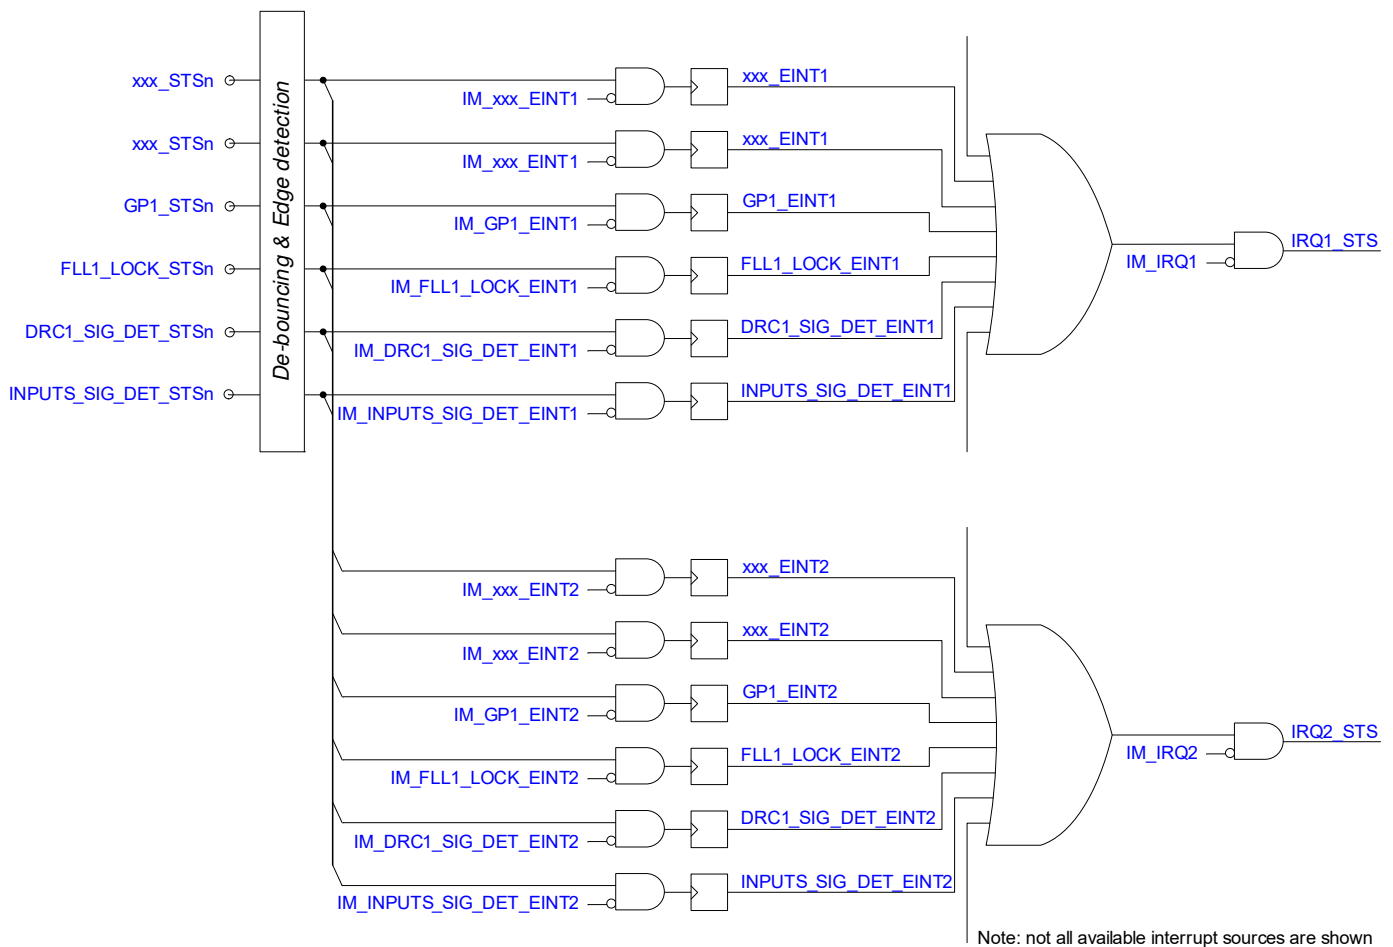 xxx_STSn
xxx_STSn
GP1_STSn
FLL1_LOCK_STSn
DRC1_SIG_DET_STSn
INPUTS_SIG_DET_STSn
De-bouncing & Edge detection
IM_xxx_EINT1
xxx_EINT1
IM_xxx_EINT1
xxx_EINT1
IM_GP1_EINT1
GP1_EINT1
IM_FLL1_LOCK_EINT1
FLL1_LOCK_EINT1
IM_DRC1_SIG_DET_EINT1
DRC1_SIG_DET_EINT1
IM_INPUTS_SIG_DET_EINT1
INPUTS_SIG_DET_EINT1
IM_IRQ1
IRQ1_STS
IM_xxx_EINT2
xxx_EINT2
IM_xxx_EINT2
xxx_EINT2
IM_GP1_EINT2
GP1_EINT2
IM_FLL1_LOCK_EINT2
FLL1_LOCK_EINT2
IM_DRC1_SIG_DET_EINT2
DRC1_SIG_DET_EINT2
IM_INPUTS_SIG_DET_EINT2
INPUTS_SIG_DET_EINT2
IM_IRQ2
IRQ2_STS
Note: not all available interrupt sources are shown